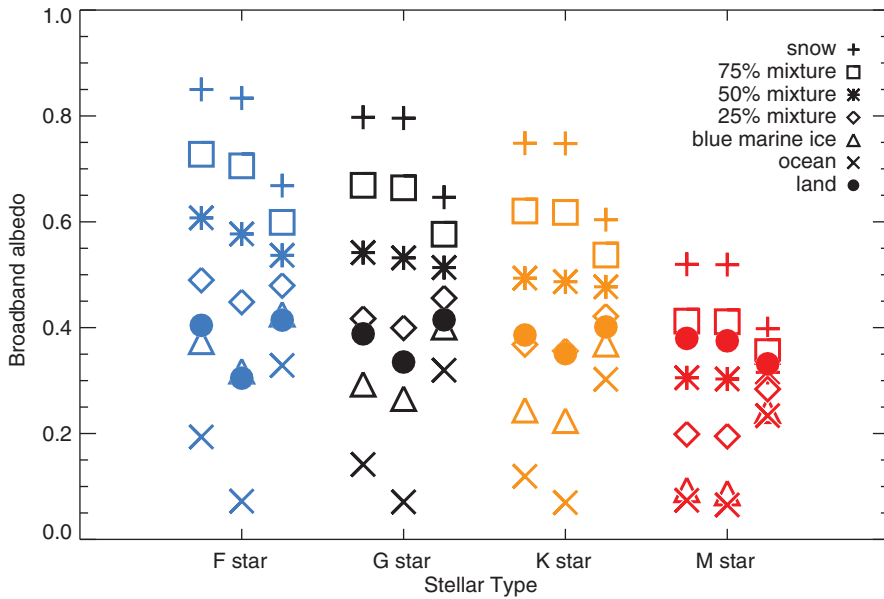 1.0
0.8
0.6
0.4
0.2
0.0
Broadband albedo
snow
75% mixture
50% mixture
25% mixture
blue marine ice
ocean
land
F star
G star
K star
M star
Stellar Type